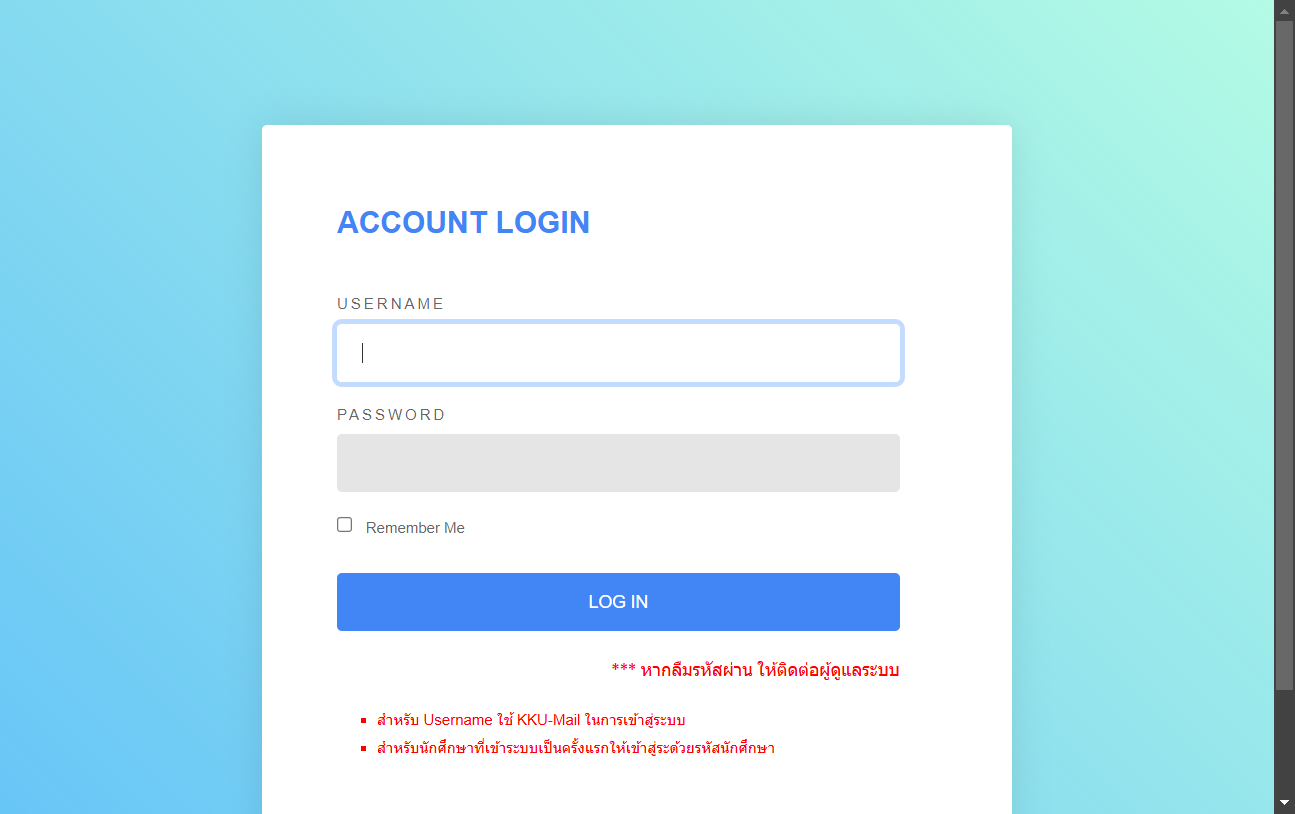 ACCOUNT LOGIN
USERNAME
PASSWORD
Remember Me
LOG IN
*** หากลืมรหัสผ่าน ให้ติดต่อผู้ดูแลระบบ
สำหรับ Username ใช้ KKU-Mail ในการเข้าสู่ระบบ
สำหรับนักศึกษาที่เข้าระบบเป็นครั้งแรกให้เข้าสู่ระด้วยรหัสนักศึกษา